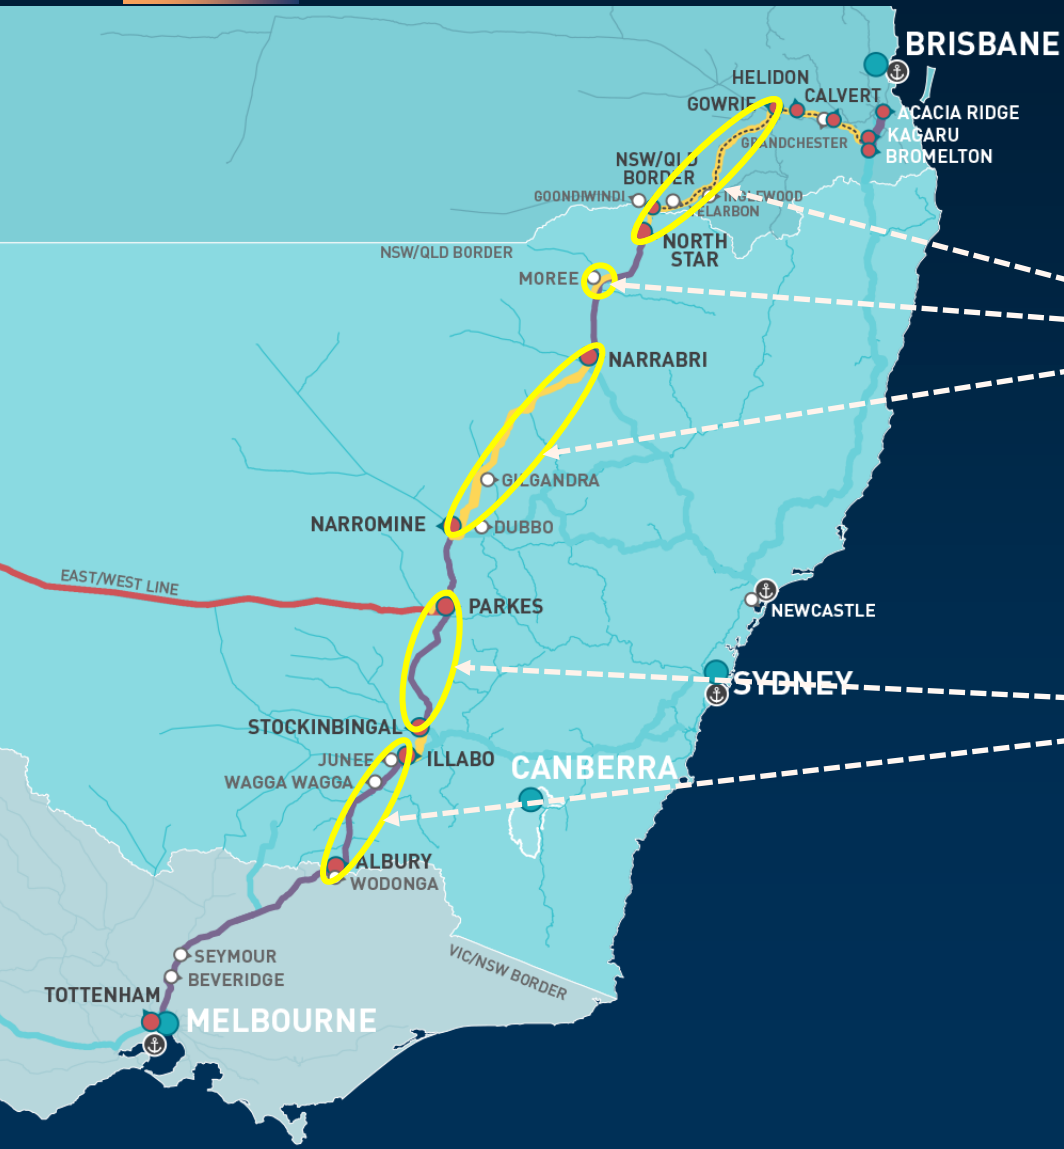 BRISBANE
HELIDON
CALVERT
GOWRIE
ACACIA RIDGE
KAGARU
GRANDCHESTER
BROMELTON
NSW/QLD
BORDER
GOONDIWINDI
INGLEWOOD
YELARBON
NORTH
STAR
NSW/QLD BORDER
MOREE
NARRABRI
GILGANDRA
NARROMINE
DUBBO
EAST/WEST LINE
PARKES
NEWCASTLE
SYDNEY
STOCKINBINGAL
JUNEE
ILLABO
CANBERRA
WAGGA WAGGA
ALBURY
WODONGA
VIC/NSW BORDER
SEYMOUR
BEVERIDGE
TOTTENHAM
MELBOURNE